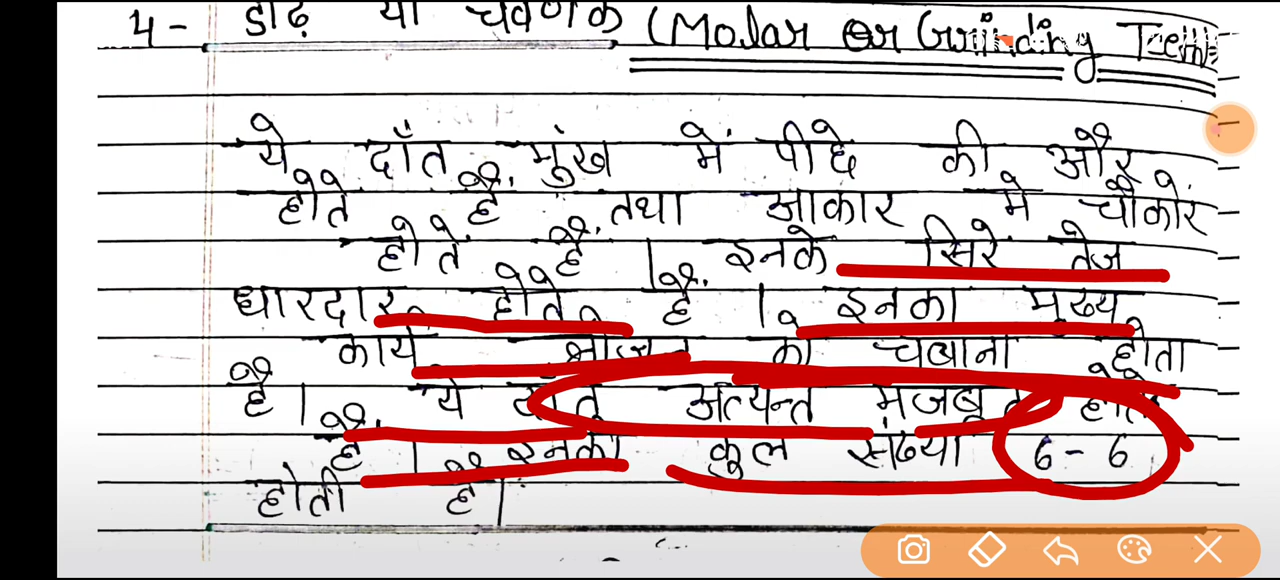 4- डाढ़ या चवर्णक (Molar or Grinding Teeth
ये दाँत मुंख में पीछे की और
होते हैं, तथा आकार मे चौकोर
होते हैं। इनके सिरे तेज
धारदार होते हैं। इनका मुख्य
कार्य भोजन को चबाना होता
है। ये दाँत अत्यन्त मजबूत होते
हैं। इनकी कुल संख्या 6-6
होती है।